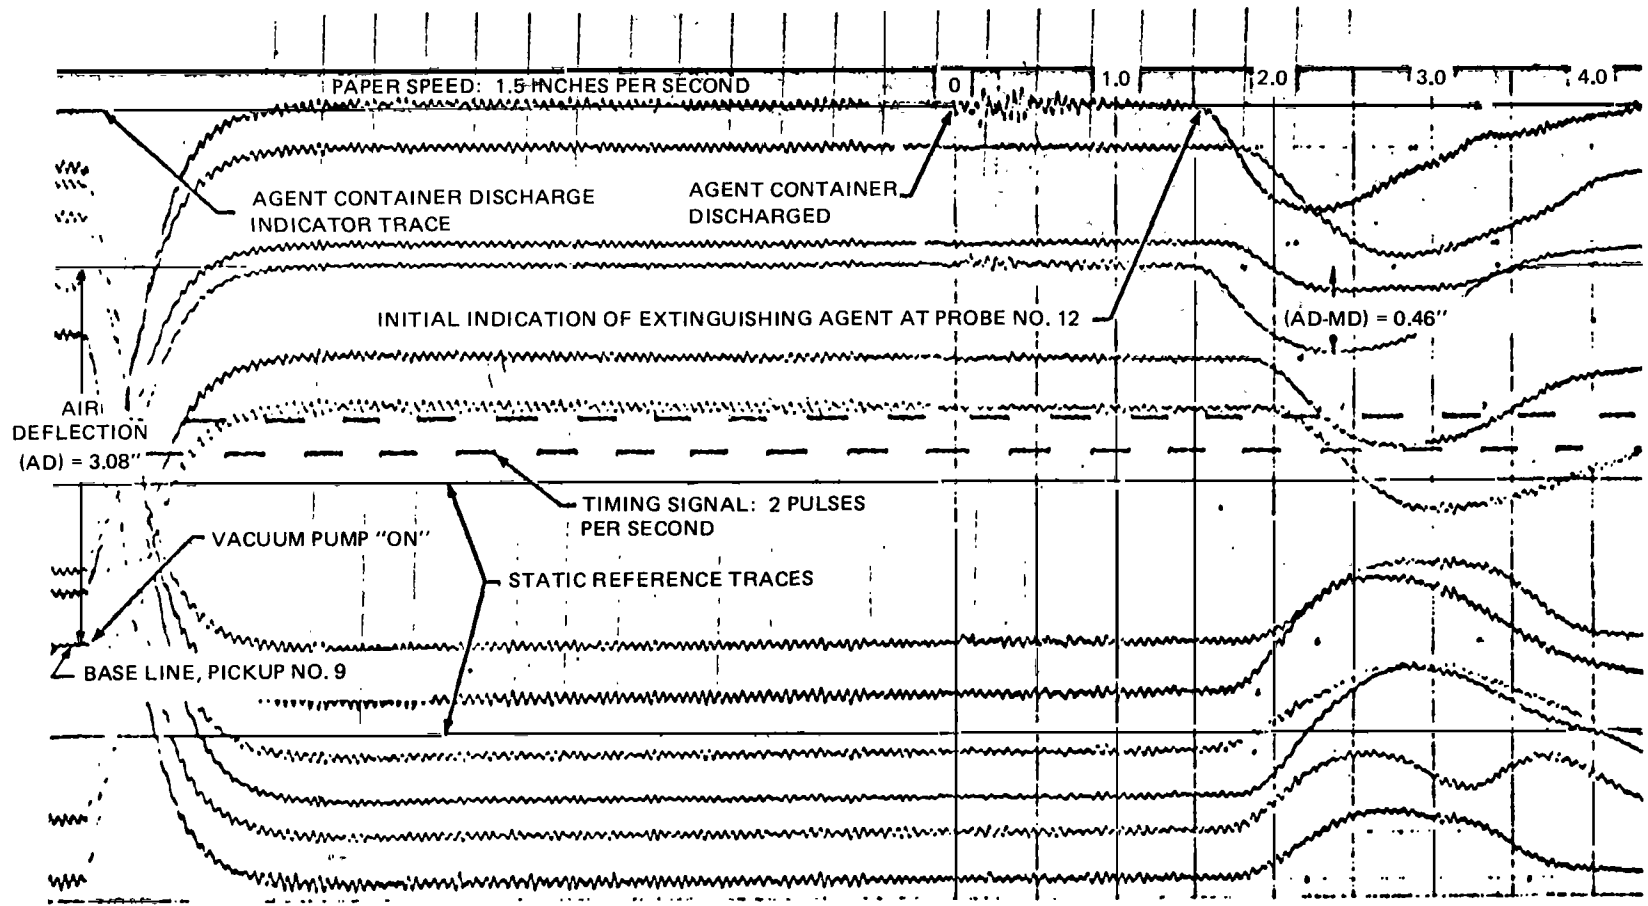 PAPER SPEED: 1.5 INCHES PER SECOND
0
1.0
2.0
3.0
4.0
AGENT CONTAINER DISCHARGE
INDICATOR TRACE
AGENT CONTAINER
DISCHARGED
INITIAL INDICATION OF EXTINGUISHING AGENT AT PROBE NO. 12
(AD-MD) = 0.46"
AIR
DEFLECTION
(AD) = 3.08"
TIMING SIGNAL: 2 PULSES
PER SECOND
VACUUM PUMP "ON"
STATIC REFERENCE TRACES
BASE LINE, PICKUP NO. 9